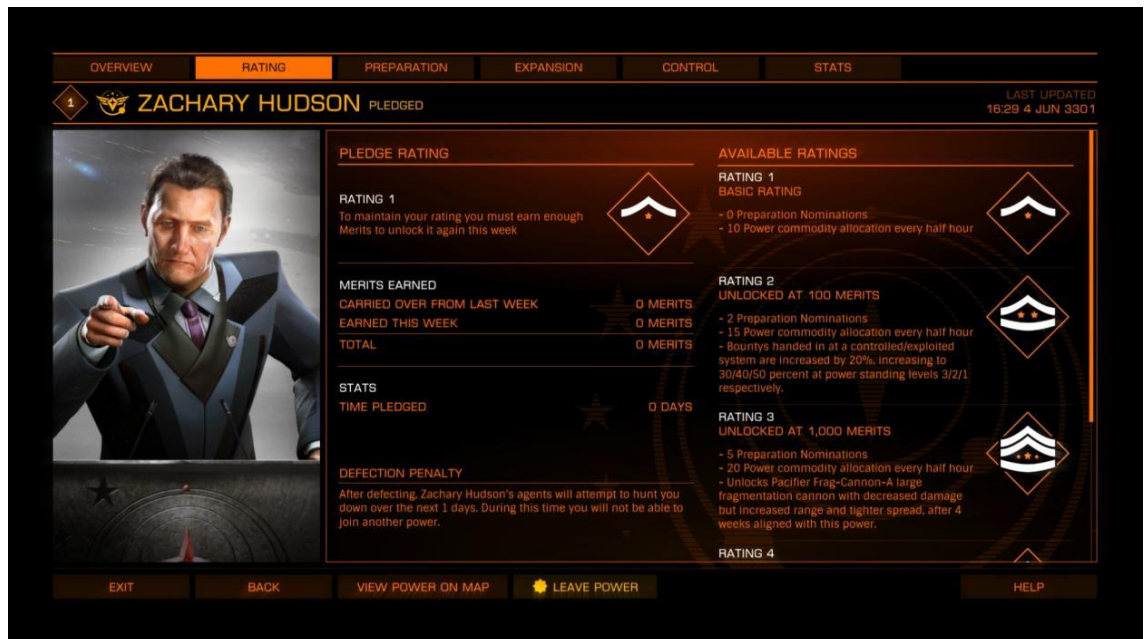 OVERVIEW
RATING
PREPARATION
EXPANSION
CONTROL
STATS
1
ZACHARY HUDSON PLEDGED
LAST UPDATED
16:29 4 JUN 3301
PLEDGE RATING
RATING 1
To maintain your rating you must earn enough
Merits to unlock it again this week
MERITS EARNED
CARRIED OVER FROM LAST WEEK 0 MERITS
EARNED THIS WEEK 0 MERITS
TOTAL 0 MERITS
STATS
TIME PLEDGED 0 DAYS
DEFECTION PENALTY
After defecting, Zachary Hudson's agents will attempt to hunt you
down over the next 1 days. During this time you will not be able to
join another power.
AVAILABLE RATINGS
RATING 1
BASIC RATING
- 0 Preparation Nominations
- 10 Power commodity allocation every half hour
RATING 2
UNLOCKED AT 100 MERITS
- 2 Preparation Nominations
- 15 Power commodity allocation every half hour
- Bountys handed in at a controlled/exploited
system are increased by 20%, increasing to
30/40/50 percent at power standing levels 3/2/1
respectively.
RATING 3
UNLOCKED AT 1,000 MERITS
- 5 Preparation Nominations
- 20 Power commodity allocation every half hour
- Unlocks Pacifier Frag-Cannon-A large
fragmentation cannon with decreased damage
but increased range and tighter spread, after 4
weeks aligned with this power.
RATING 4
EXIT
BACK
VIEW POWER ON MAP
LEAVE POWER
HELP